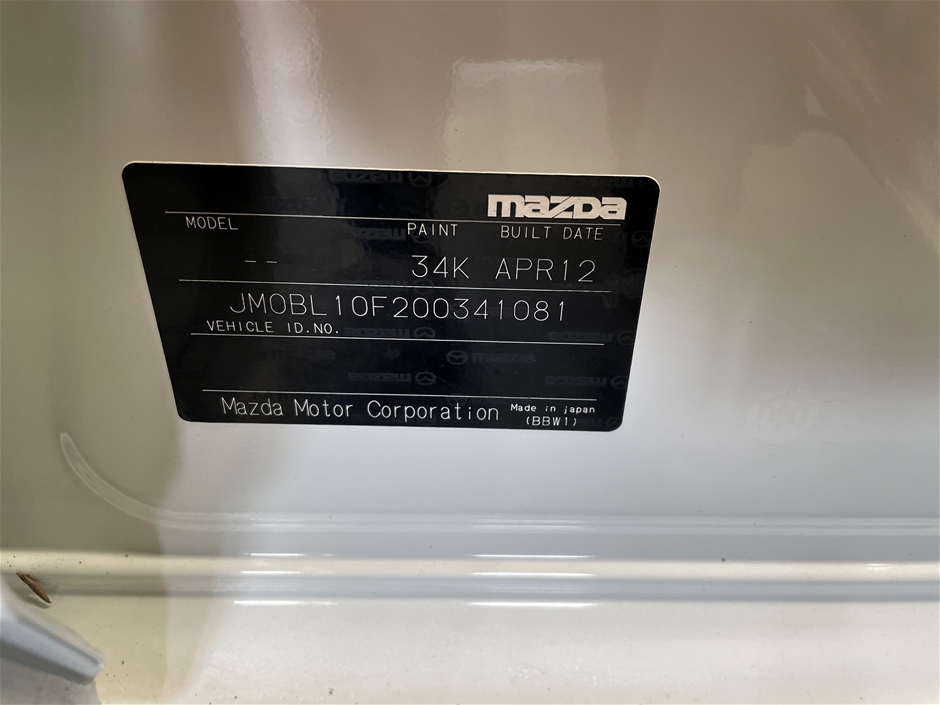 mazda
MODEL PAINT BUILT DATE
-- 34K APR12
JM0BL10F200341081
VEHICLE ID.NO.
Mazda Motor Corporation Made in japan
(BBW1)